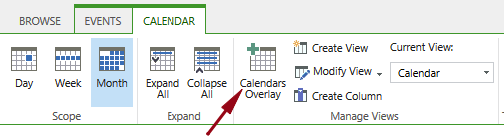 BROWSE EVENTS CALENDAR
Day Week Month
Expand All
Collapse All
Calendars Overlay
Create View
Modify View
Create Column
Current View:
Calendar
Scope Expand Manage Views